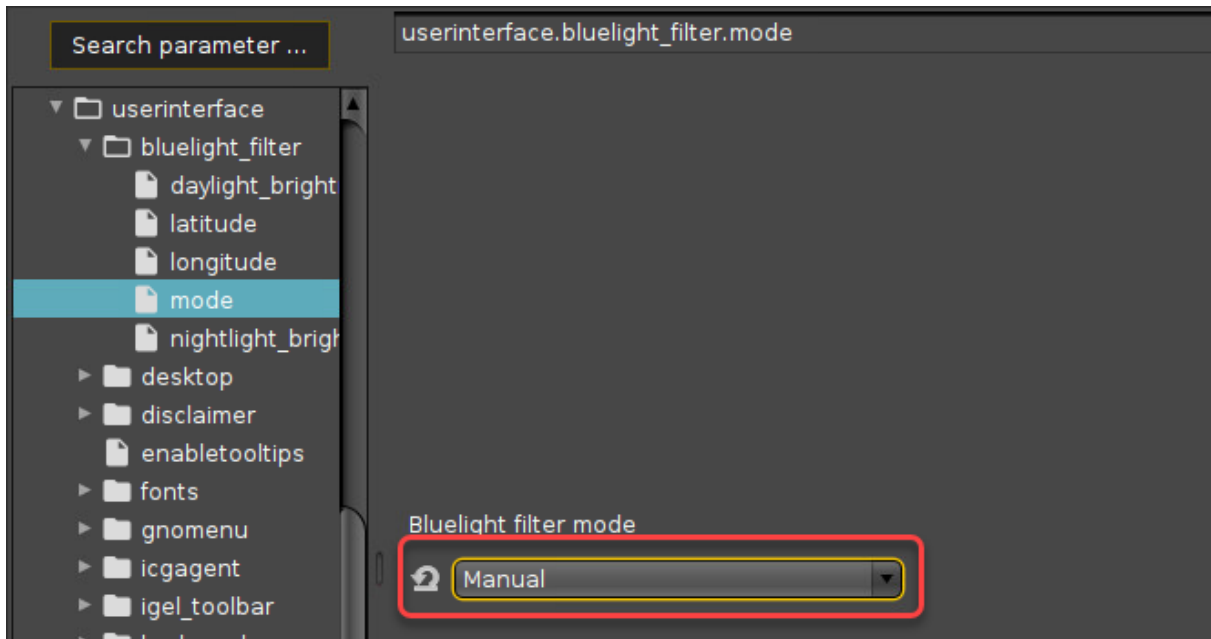 Search parameter ...
userinterface.bluelight_filter.mode
userinterface
bluelight_filter
daylight_bright
latitude
longitude
mode
nightlight_brigh
desktop
disclaimer
enabletooltips
fonts
gnomenu
icgagent
igel_toolbar
Bluelight filter mode
Manual